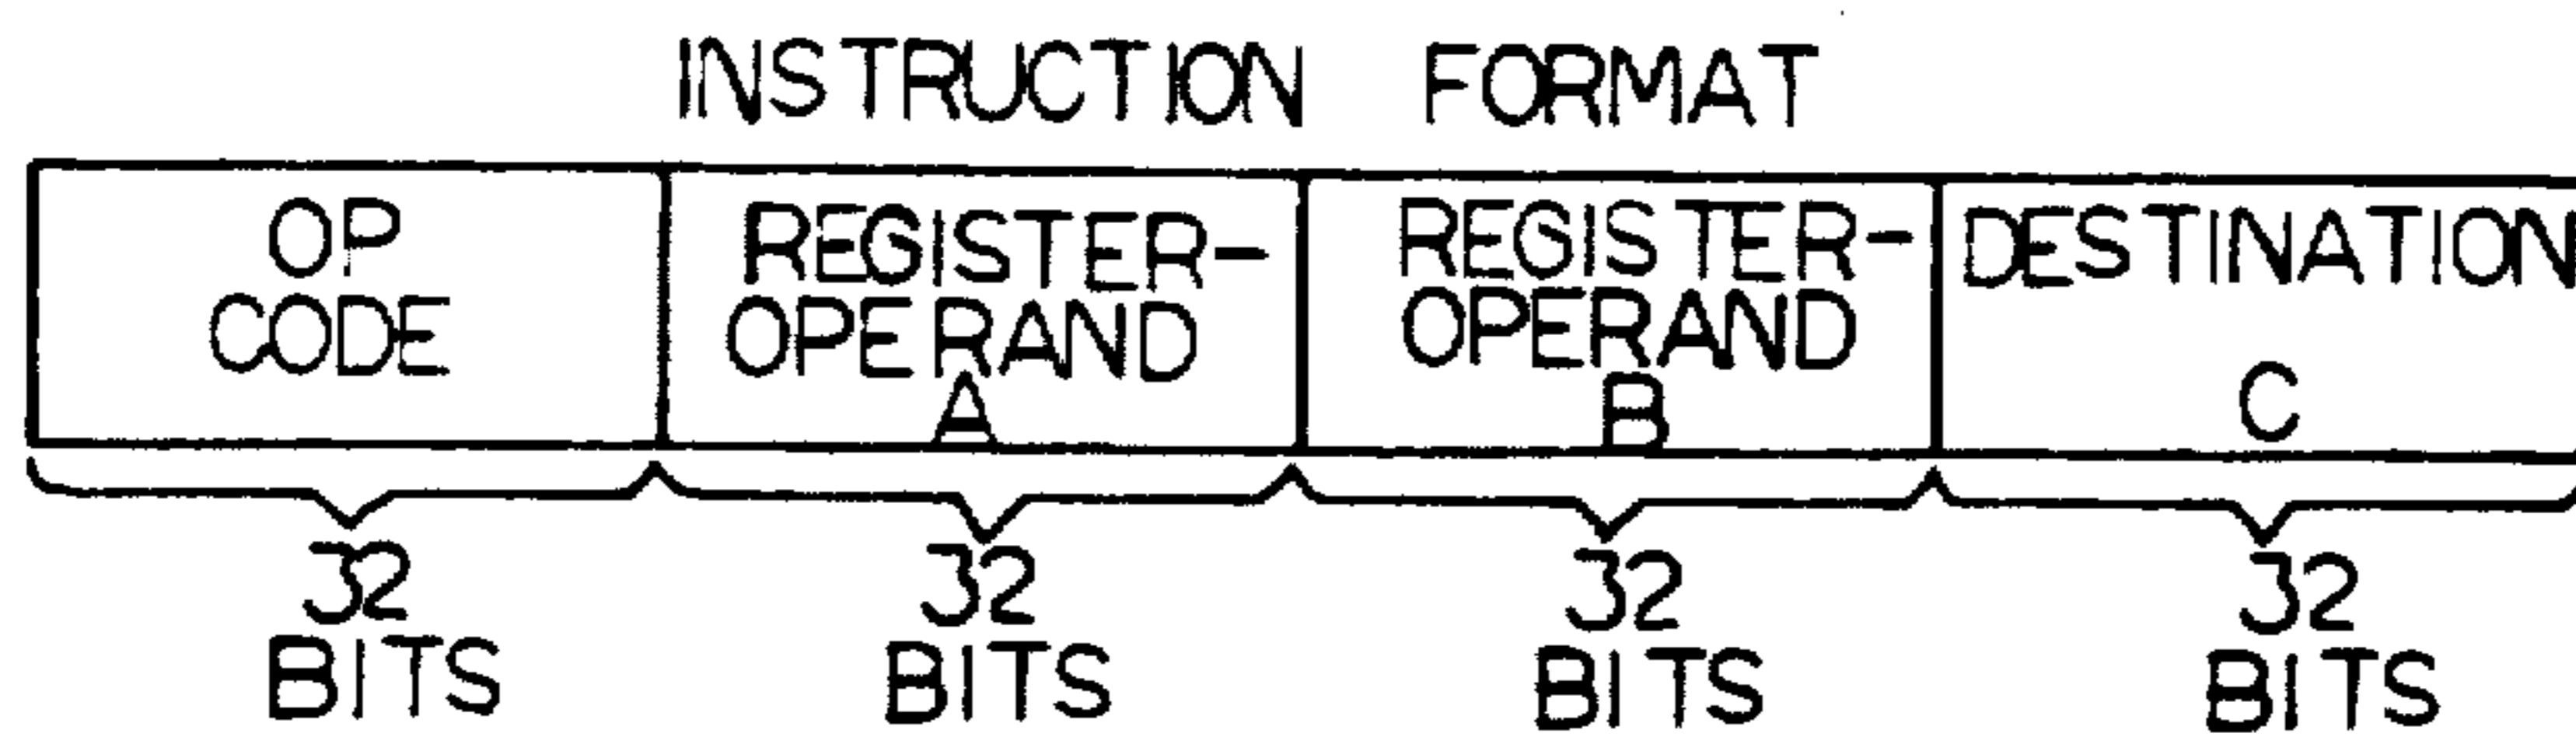 INSTRUCTION FORMAT
OP
CODE
REGISTER-
OPERAND
A
REGISTER-
OPERAND
B
DESTINATION
C
32
BITS
32
BITS
32
BITS
32
BITS